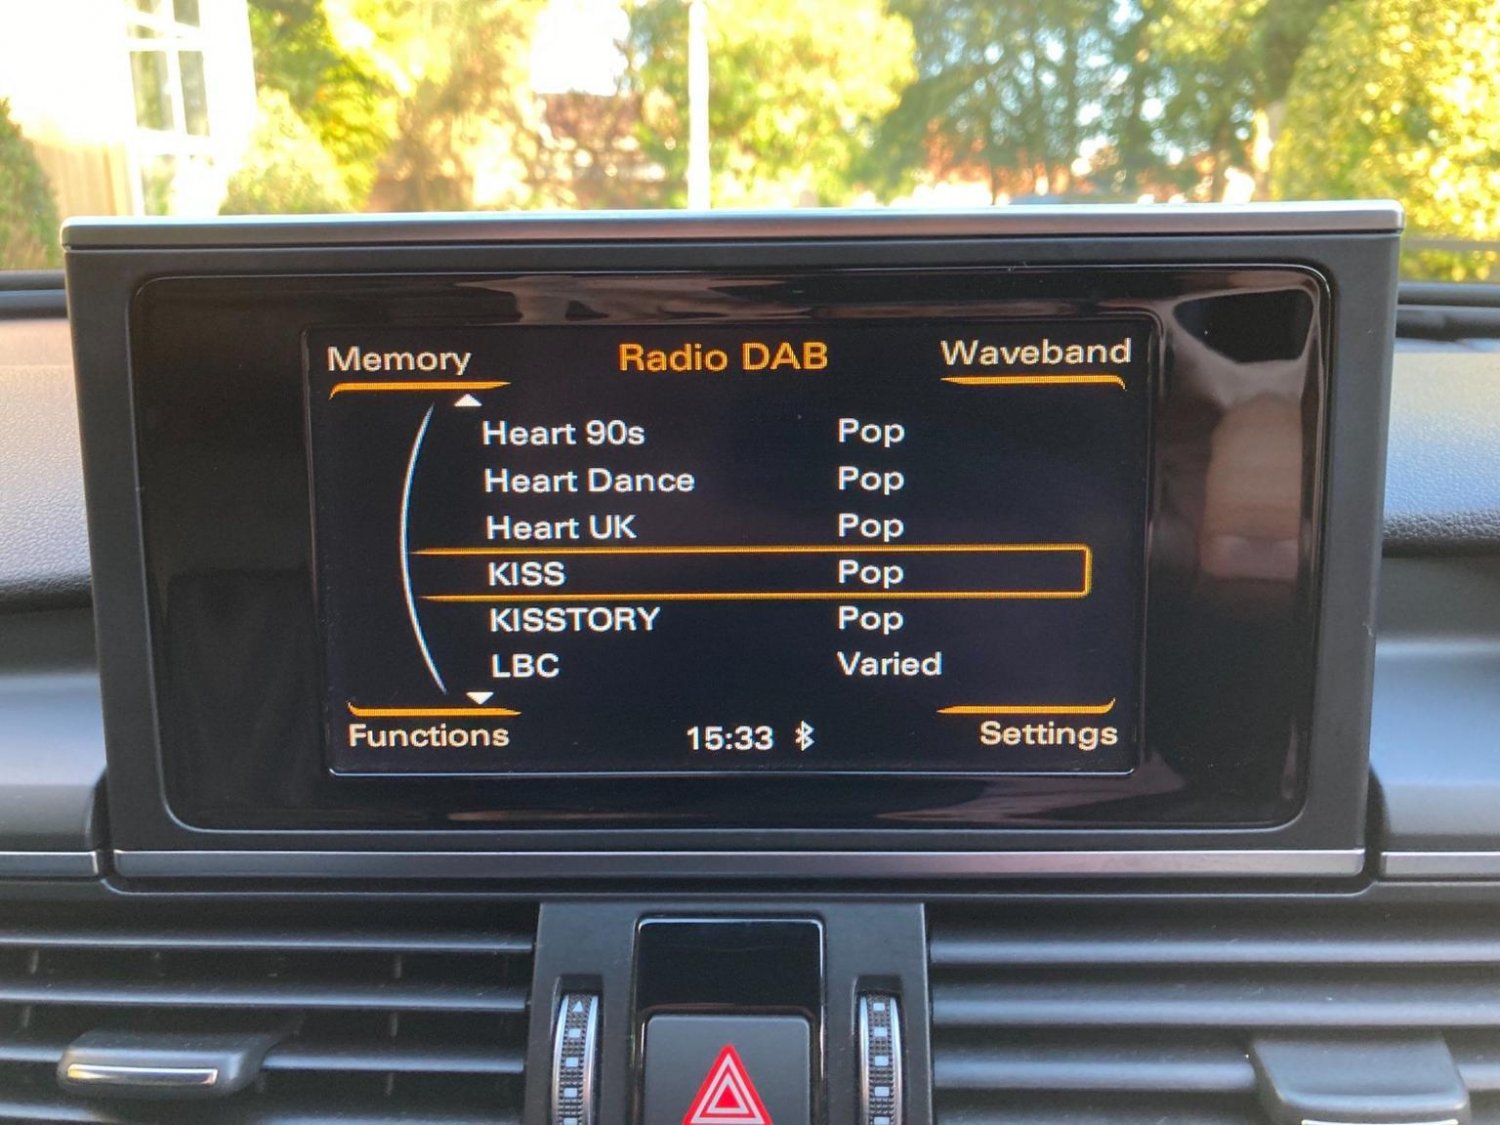 Memory Radio DAB Waveband
Heart 90s Pop
Heart Dance Pop
Heart UK Pop
KISS Pop
KISSTORY Pop
LBC Varied
Functions 15:33 Settings